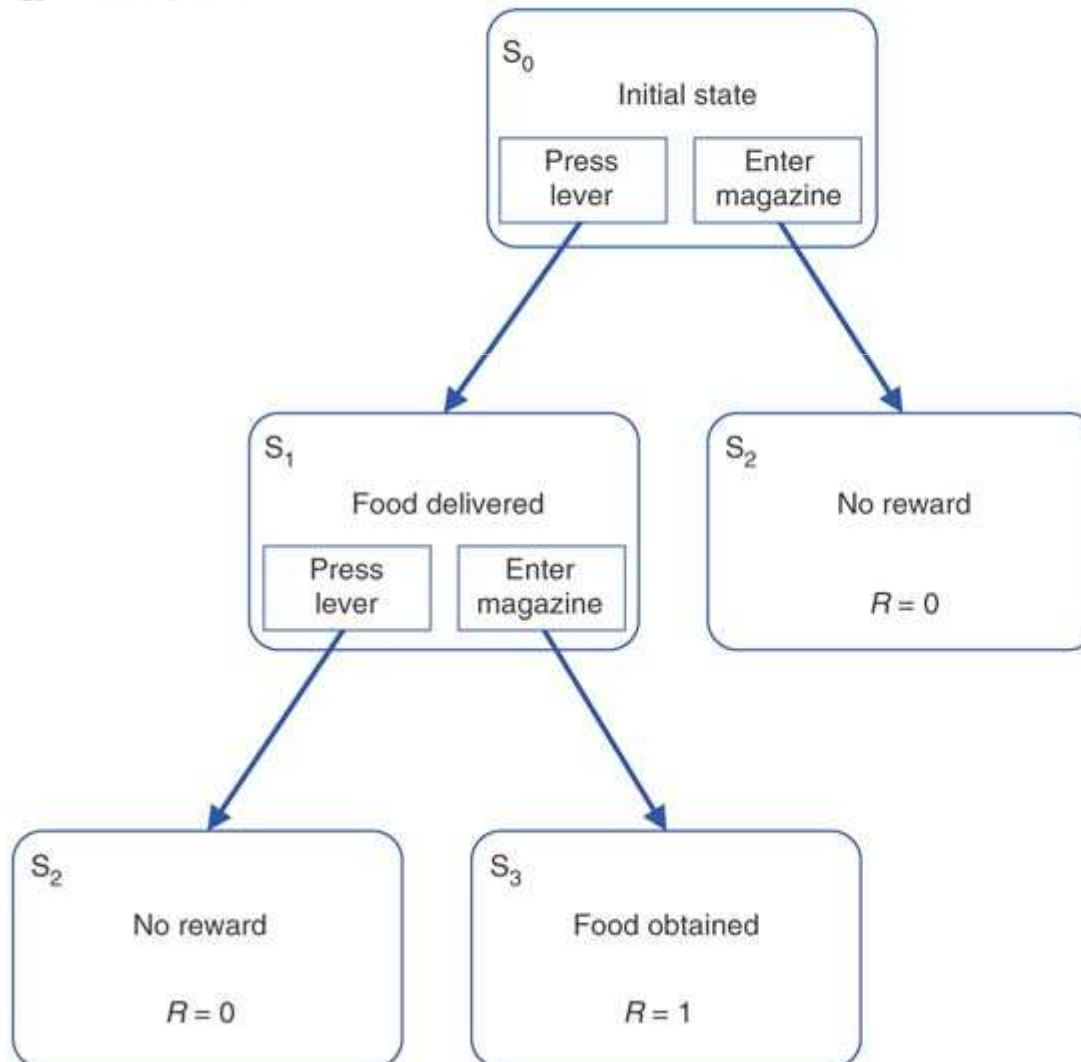 S₀
Initial state
Press
lever
Enter
magazine
S₁
Food delivered
Press
lever
Enter
magazine
S₂
No reward
R = 0
S₂
No reward
R = 0
S₃
Food obtained
R = 1